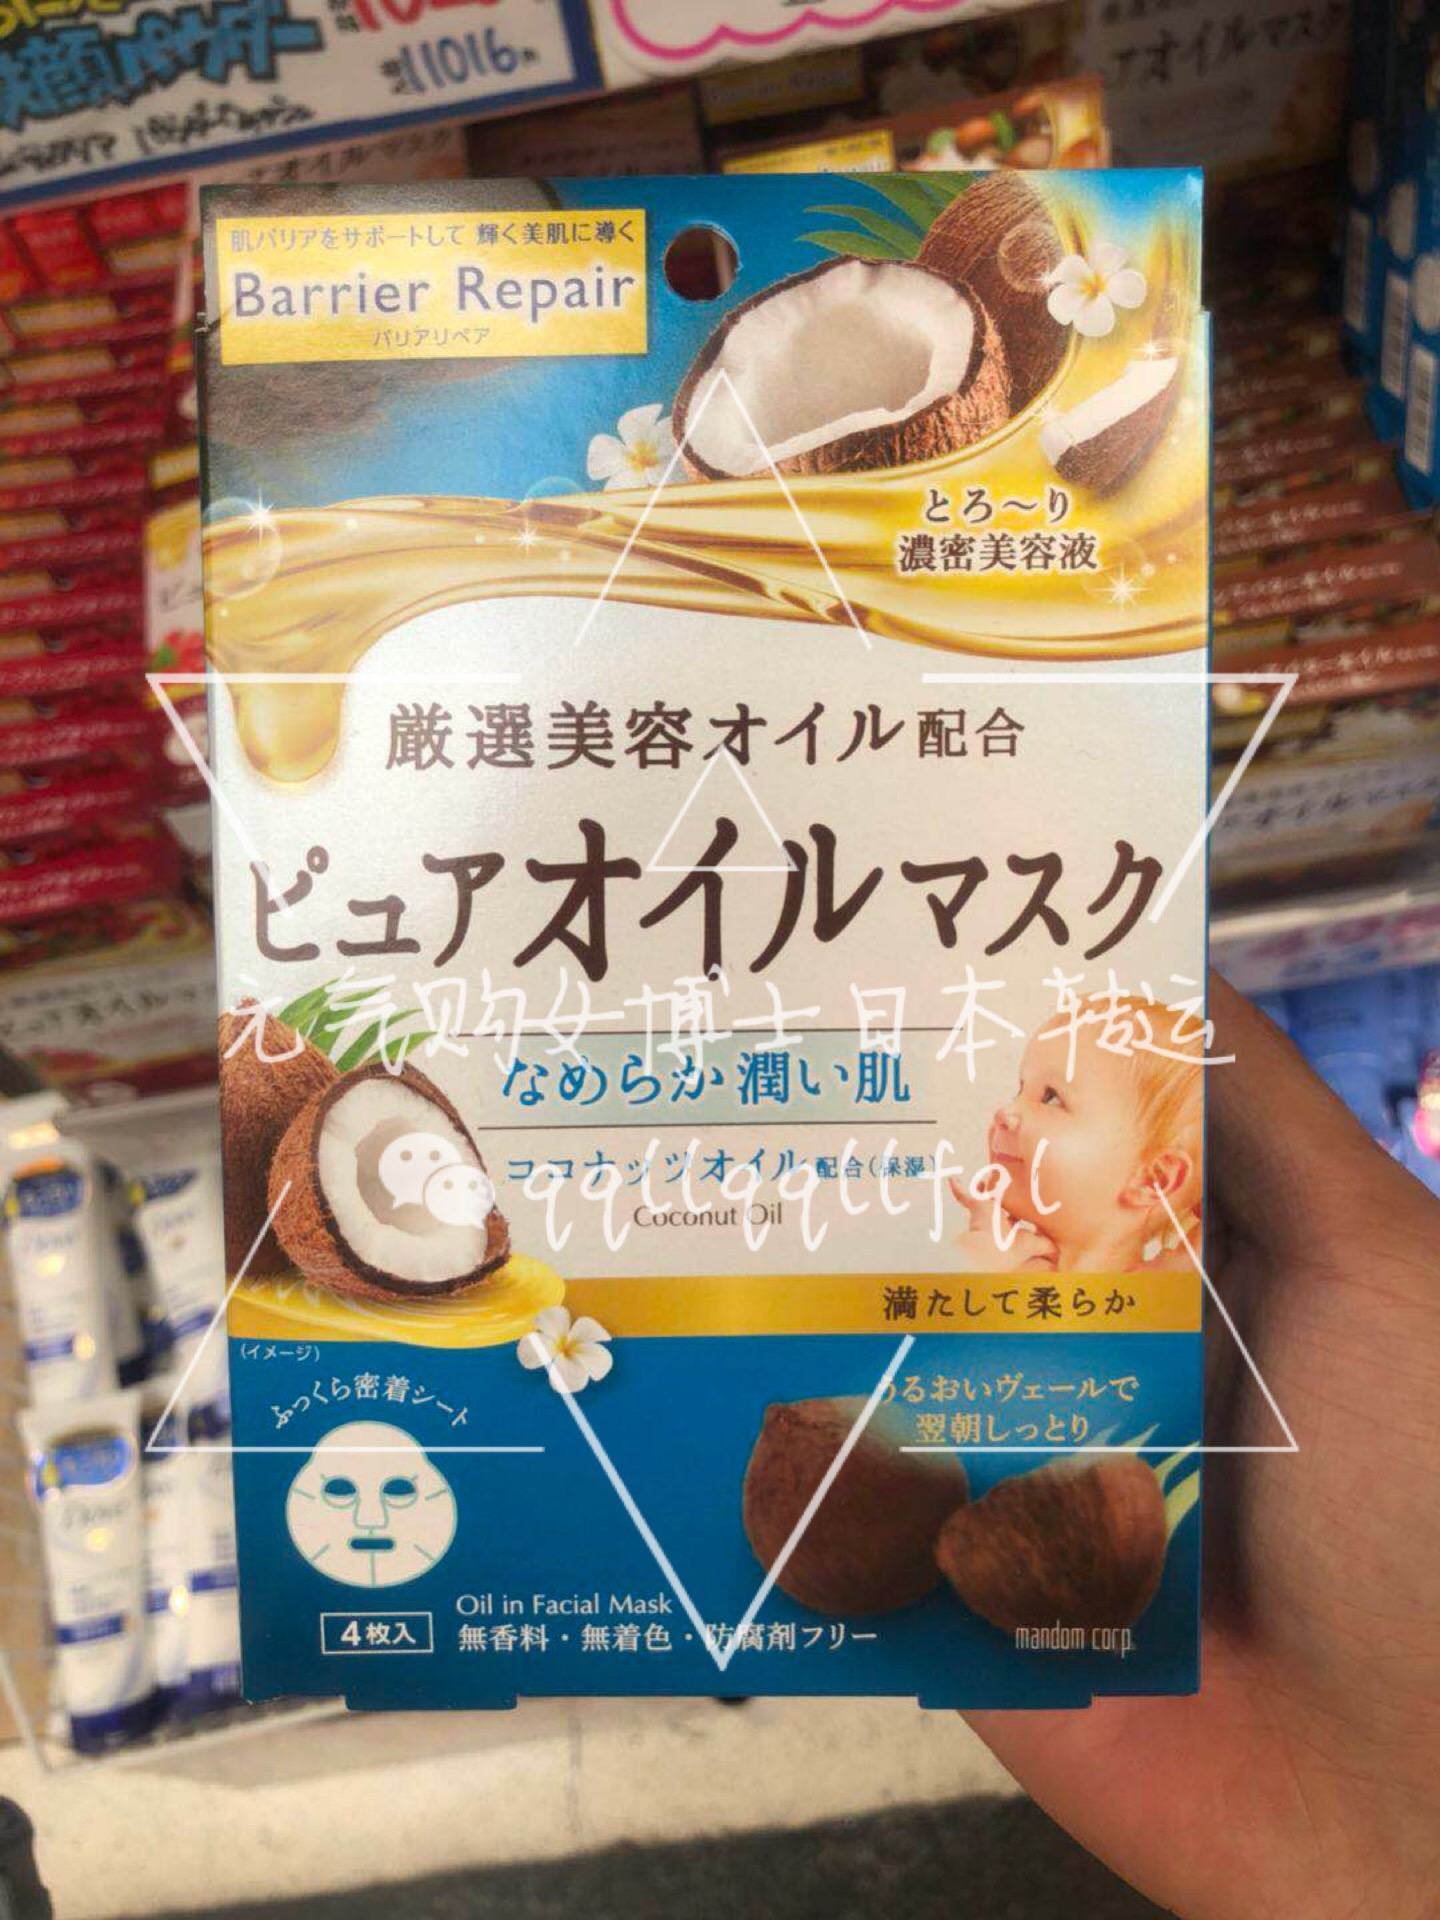 11016
肌バリアをサポートして 輝く美肌に導く
Barrier Repair
バリアリペア
とろ〜り
濃密美容液
厳選美容オイル配合
ピュアオイルマスク
元气购女博士日本转运
なめらか潤い肌
ココナッツオイル配合(保湿)
qqllqqllfql
Coconut Oil
満たして柔らか
(イメージ)
ふっくら密着シート
うるおいヴェールで
翌朝しっとり
Oil in Facial Mask
4枚入
無香料・無着色・防腐剤フリー
mandom corp.